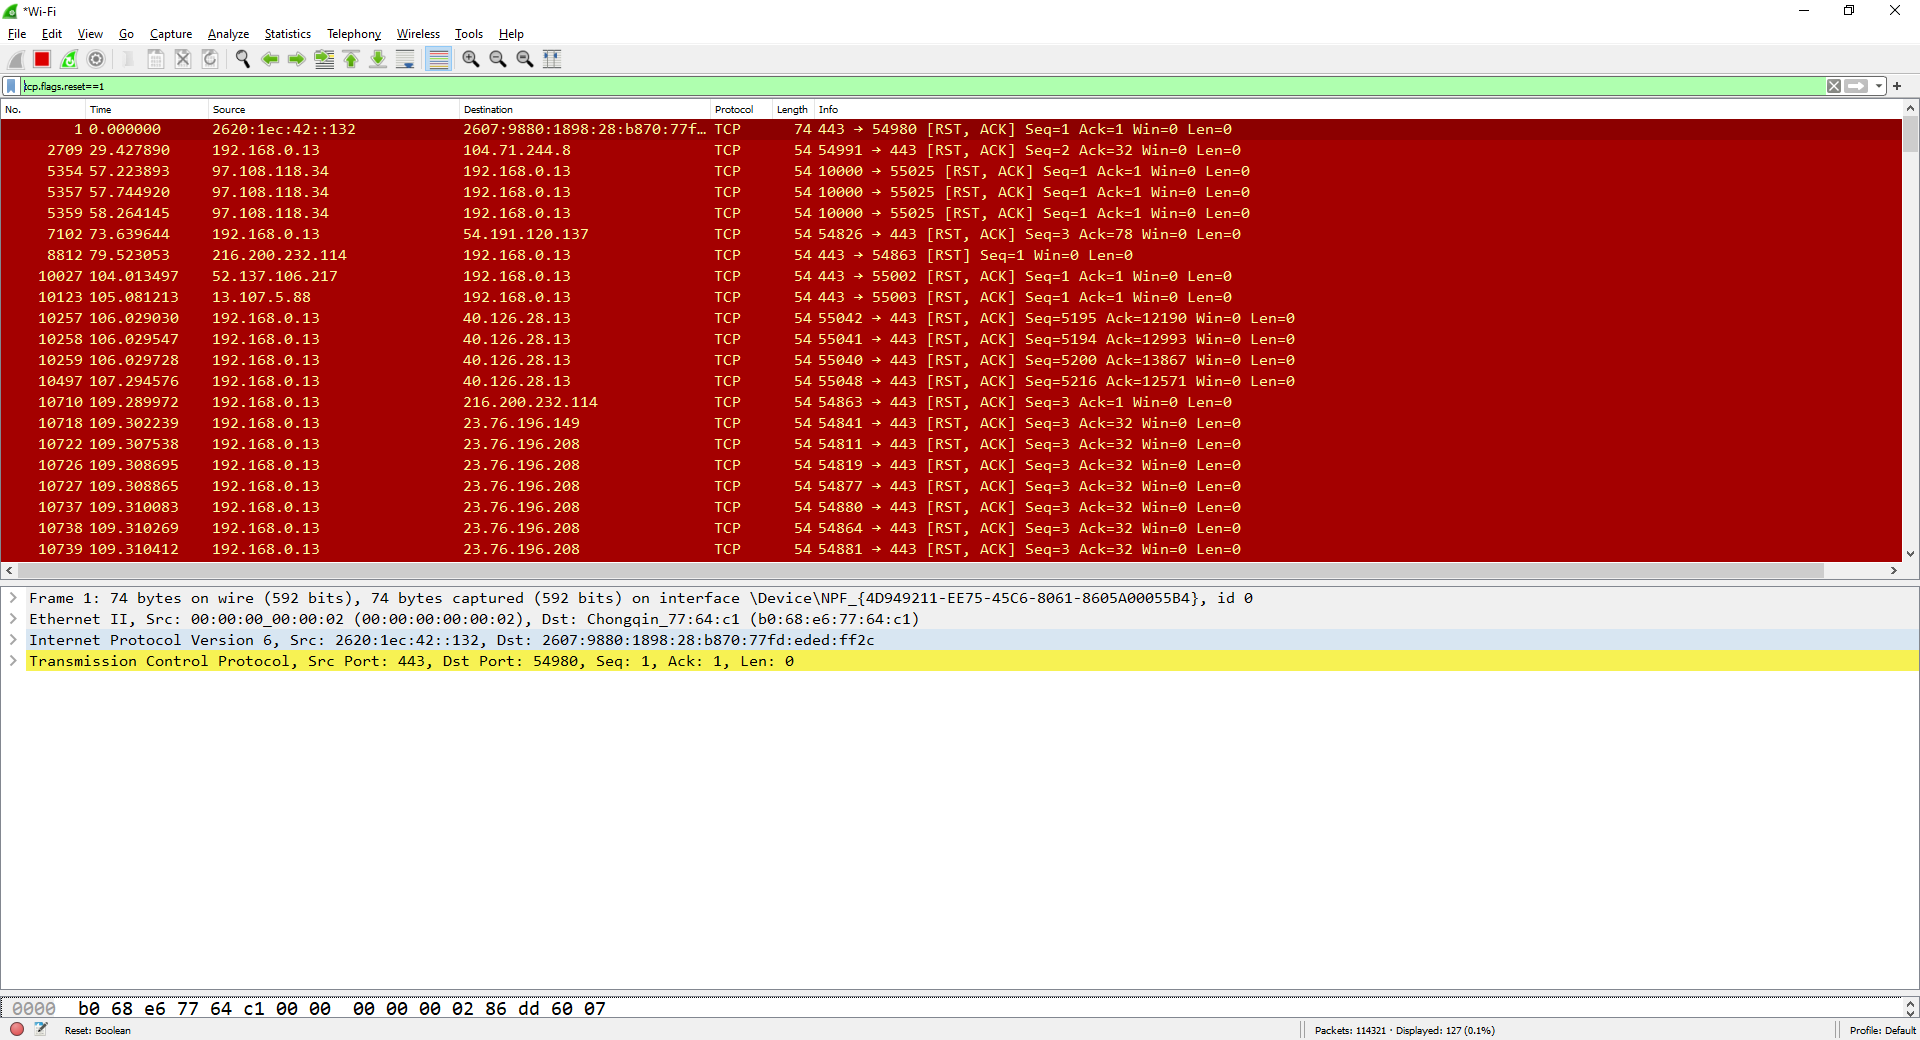 *Wi-Fi
File Edit View Go Capture Analyze Statistics Telephony Wireless Tools Help
tcp.flags.reset==1
No. Time Source Destination Protocol Length Info
1 0.000000 2620:1ec:42::132 2607:9880:1898:28:b870:77f… TCP 74 443 → 54980 [RST, ACK] Seq=1 Ack=1 Win=0 Len=0
2709 29.427890 192.168.0.13 104.71.244.8 TCP 54 54991 → 443 [RST, ACK] Seq=2 Ack=32 Win=0 Len=0
5354 57.223893 97.108.118.34 192.168.0.13 TCP 54 10000 → 55025 [RST, ACK] Seq=1 Ack=1 Win=0 Len=0
5357 57.744920 97.108.118.34 192.168.0.13 TCP 54 10000 → 55025 [RST, ACK] Seq=1 Ack=1 Win=0 Len=0
5359 58.264145 97.108.118.34 192.168.0.13 TCP 54 10000 → 55025 [RST, ACK] Seq=1 Ack=1 Win=0 Len=0
7102 73.639644 192.168.0.13 54.191.120.137 TCP 54 54826 → 443 [RST, ACK] Seq=3 Ack=78 Win=0 Len=0
8812 79.523053 216.200.232.114 192.168.0.13 TCP 54 443 → 54863 [RST] Seq=1 Win=0 Len=0
10027 104.013497 52.137.106.217 192.168.0.13 TCP 54 443 → 55002 [RST, ACK] Seq=1 Ack=1 Win=0 Len=0
10123 105.081213 13.107.5.88 192.168.0.13 TCP 54 443 → 55003 [RST, ACK] Seq=1 Ack=1 Win=0 Len=0
10257 106.029030 192.168.0.13 40.126.28.13 TCP 54 55042 → 443 [RST, ACK] Seq=5195 Ack=12190 Win=0 Len=0
10258 106.029547 192.168.0.13 40.126.28.13 TCP 54 55041 → 443 [RST, ACK] Seq=5194 Ack=12993 Win=0 Len=0
10259 106.029728 192.168.0.13 40.126.28.13 TCP 54 55040 → 443 [RST, ACK] Seq=5200 Ack=13867 Win=0 Len=0
10497 107.294576 192.168.0.13 40.126.28.13 TCP 54 55048 → 443 [RST, ACK] Seq=5216 Ack=12571 Win=0 Len=0
10710 109.289972 192.168.0.13 216.200.232.114 TCP 54 54863 → 443 [RST, ACK] Seq=3 Ack=1 Win=0 Len=0
10718 109.302239 192.168.0.13 23.76.196.149 TCP 54 54841 → 443 [RST, ACK] Seq=3 Ack=32 Win=0 Len=0
10722 109.307538 192.168.0.13 23.76.196.208 TCP 54 54811 → 443 [RST, ACK] Seq=3 Ack=32 Win=0 Len=0
10726 109.308695 192.168.0.13 23.76.196.208 TCP 54 54819 → 443 [RST, ACK] Seq=3 Ack=32 Win=0 Len=0
10727 109.308865 192.168.0.13 23.76.196.208 TCP 54 54877 → 443 [RST, ACK] Seq=3 Ack=32 Win=0 Len=0
10737 109.310083 192.168.0.13 23.76.196.208 TCP 54 54880 → 443 [RST, ACK] Seq=3 Ack=32 Win=0 Len=0
10738 109.310269 192.168.0.13 23.76.196.208 TCP 54 54864 → 443 [RST, ACK] Seq=3 Ack=32 Win=0 Len=0
10739 109.310412 192.168.0.13 23.76.196.208 TCP 54 54881 → 443 [RST, ACK] Seq=3 Ack=32 Win=0 Len=0
Frame 1: 74 bytes on wire (592 bits), 74 bytes captured (592 bits) on interface \Device\NPF_{4D949211-EE75-45C6-8061-8605A00055B4}, id 0
Ethernet II, Src: 00:00:00_00:00:02 (00:00:00:00:00:02), Dst: Chongqin_77:64:c1 (b0:68:e6:77:64:c1)
Internet Protocol Version 6, Src: 2620:1ec:42::132, Dst: 2607:9880:1898:28:b870:77fd:eded:ff2c
Transmission Control Protocol, Src Port: 443, Dst Port: 54980, Seq: 1, Ack: 1, Len: 0
0000 b0 68 e6 77 64 c1 00 00 00 00 00 02 86 dd 60 07
Reset: Boolean Packets: 114321 · Displayed: 127 (0.1%) Profile: Default